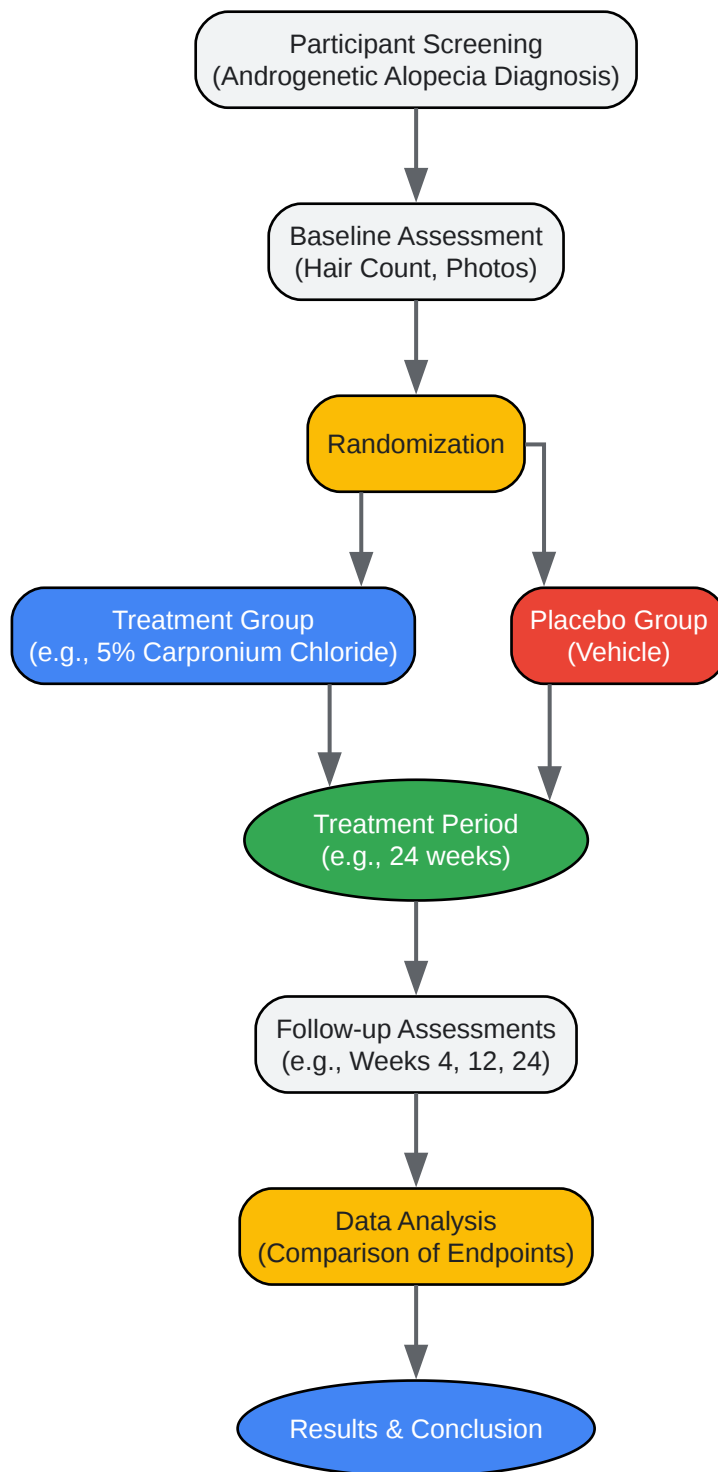 Participant Screening
(Androgenetic Alopecia Diagnosis)
Baseline Assessment
(Hair Count, Photos)
Randomization
Treatment Group
(e.g., 5% Carpronium Chloride)
Placebo Group
(Vehicle)
Treatment Period
(e.g., 24 weeks)
Follow-up Assessments
(e.g., Weeks 4, 12, 24)
Data Analysis
(Comparison of Endpoints)
Results & Conclusion